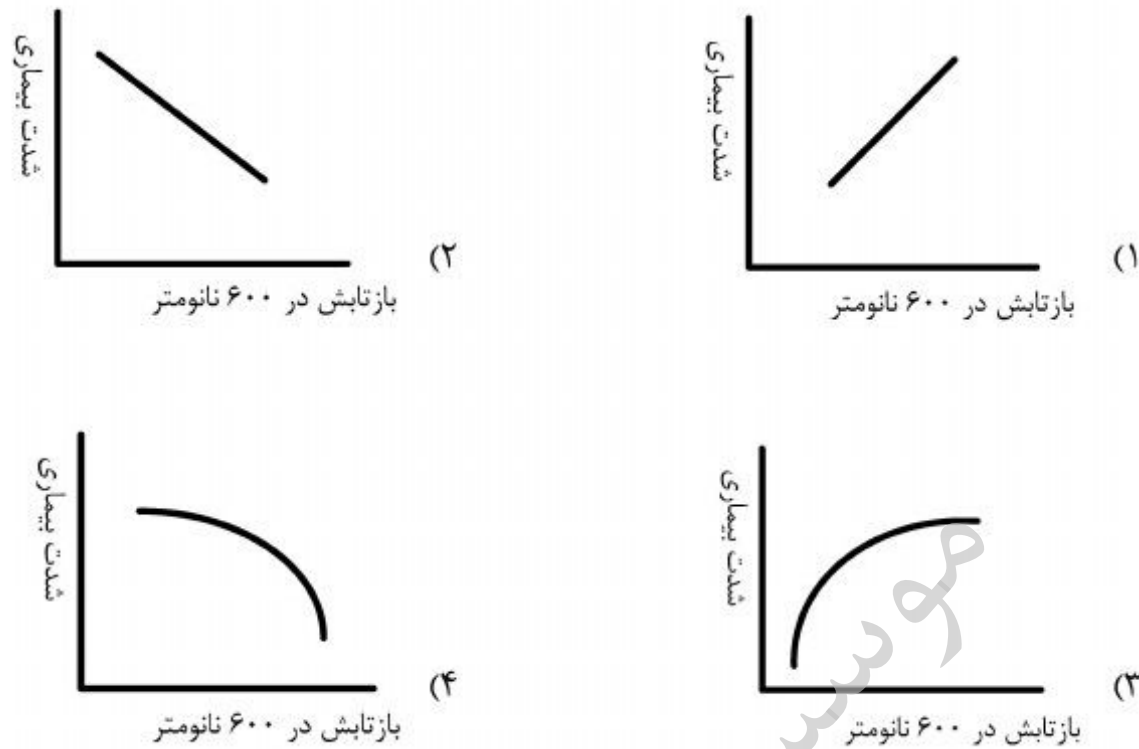 شدت بیماری
۱)
بازتابش در ۶۰۰ نانومتر
شدت بیماری
۲)
بازتابش در ۶۰۰ نانومتر
شدت بیماری
۳)
بازتابش در ۶۰۰ نانومتر
شدت بیماری
۴)
بازتابش در ۶۰۰ نانومتر